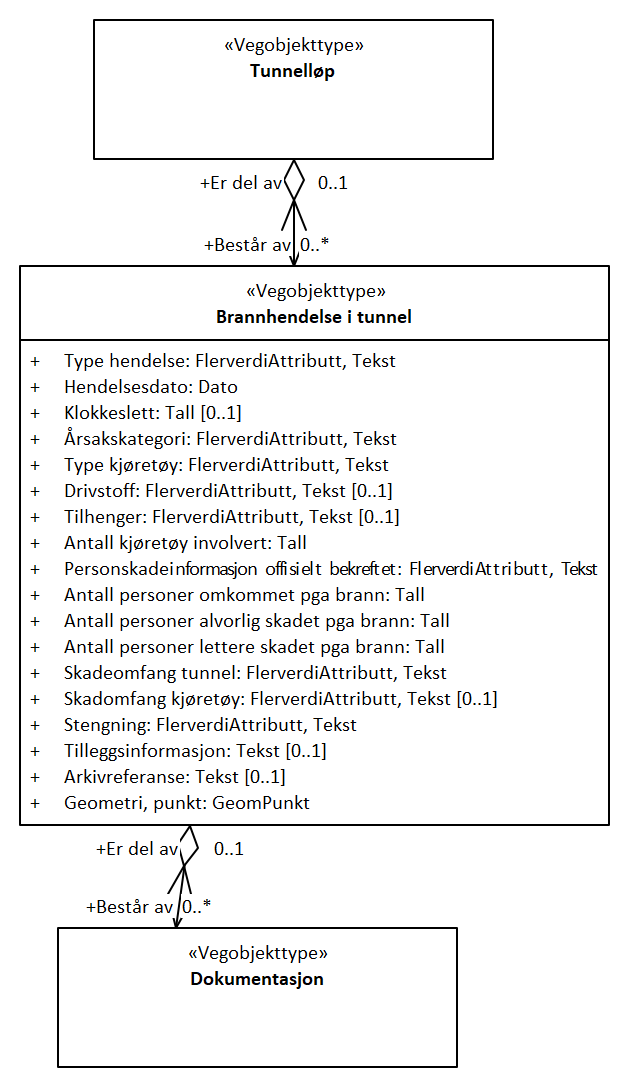 «Vegobjekttype»
Tunnelløp
+Er del av 0..1
+Består av 0..*
«Vegobjekttype»
Brannhendelse i tunnel
+ Type hendelse: FlerverdiAttributt, Tekst
+ Hendelsesdato: Dato
+ Klokkeslett: Tall [0..1]
+ Årsakskategori: FlerverdiAttributt, Tekst
+ Type kjøretøy: FlerverdiAttributt, Tekst
+ Drivstoff: FlerverdiAttributt, Tekst [0..1]
+ Tilhenger: FlerverdiAttributt, Tekst [0..1]
+ Antall kjøretøy involvert: Tall
+ Personskadeinformasjon offisielt bekreftet: FlerverdiAttributt, Tekst
+ Antall personer omkommet pga brann: Tall
+ Antall personer alvorlig skadet pga brann: Tall
+ Antall personer lettere skadet pga brann: Tall
+ Skadeomfang tunnel: FlerverdiAttributt, Tekst
+ Skadomfang kjøretøy: FlerverdiAttributt, Tekst [0..1]
+ Stengning: FlerverdiAttributt, Tekst
+ Tilleggsinformasjon: Tekst [0..1]
+ Arkivreferanse: Tekst [0..1]
+ Geometri, punkt: GeomPunkt
+Er del av 0..1
+Består av 0..*
«Vegobjekttype»
Dokumentasjon